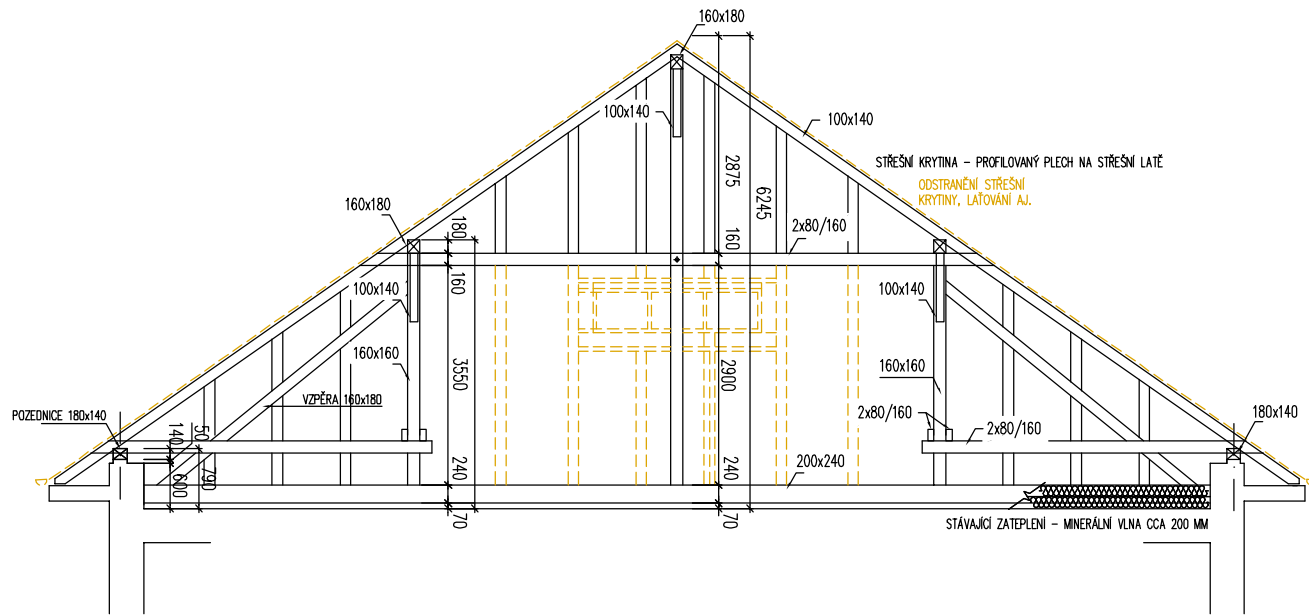 160x180
100x140
100x140
STŘEŠNÍ KRYTINA – PROFILOVANÝ PLECH NA STŘEŠNÍ LATĚ
ODSTRANĚNÍ STŘEŠNÍ
KRYTINY, LAŤOVÁNÍ AJ.
2875
6245
160x180
180
160
2x80/160
160
100x140
100x140
160x160
3550
2900
160x160
VZPĚRA 160x180
POZEDNICE 180x140
2x80/160
2x80/160
180x140
50
140
790
600
240
240
200x240
70
70
STÁVAJÍCÍ ZATEPLENÍ – MINERÁLNÍ VLNA CCA 200 MM